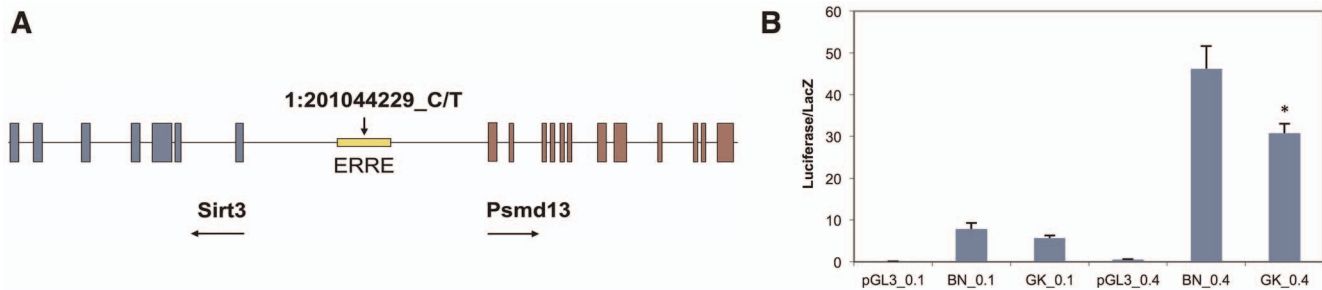 A
1:201044229_C/T
ERRE
Sirt3
Psmd13
B
Luciferase/LacZ
60
50
40
30
20
10
0
*
pGL3_0.1 BN_0.1 GK_0.1 pGL3_0.4 BN_0.4 GK_0.4